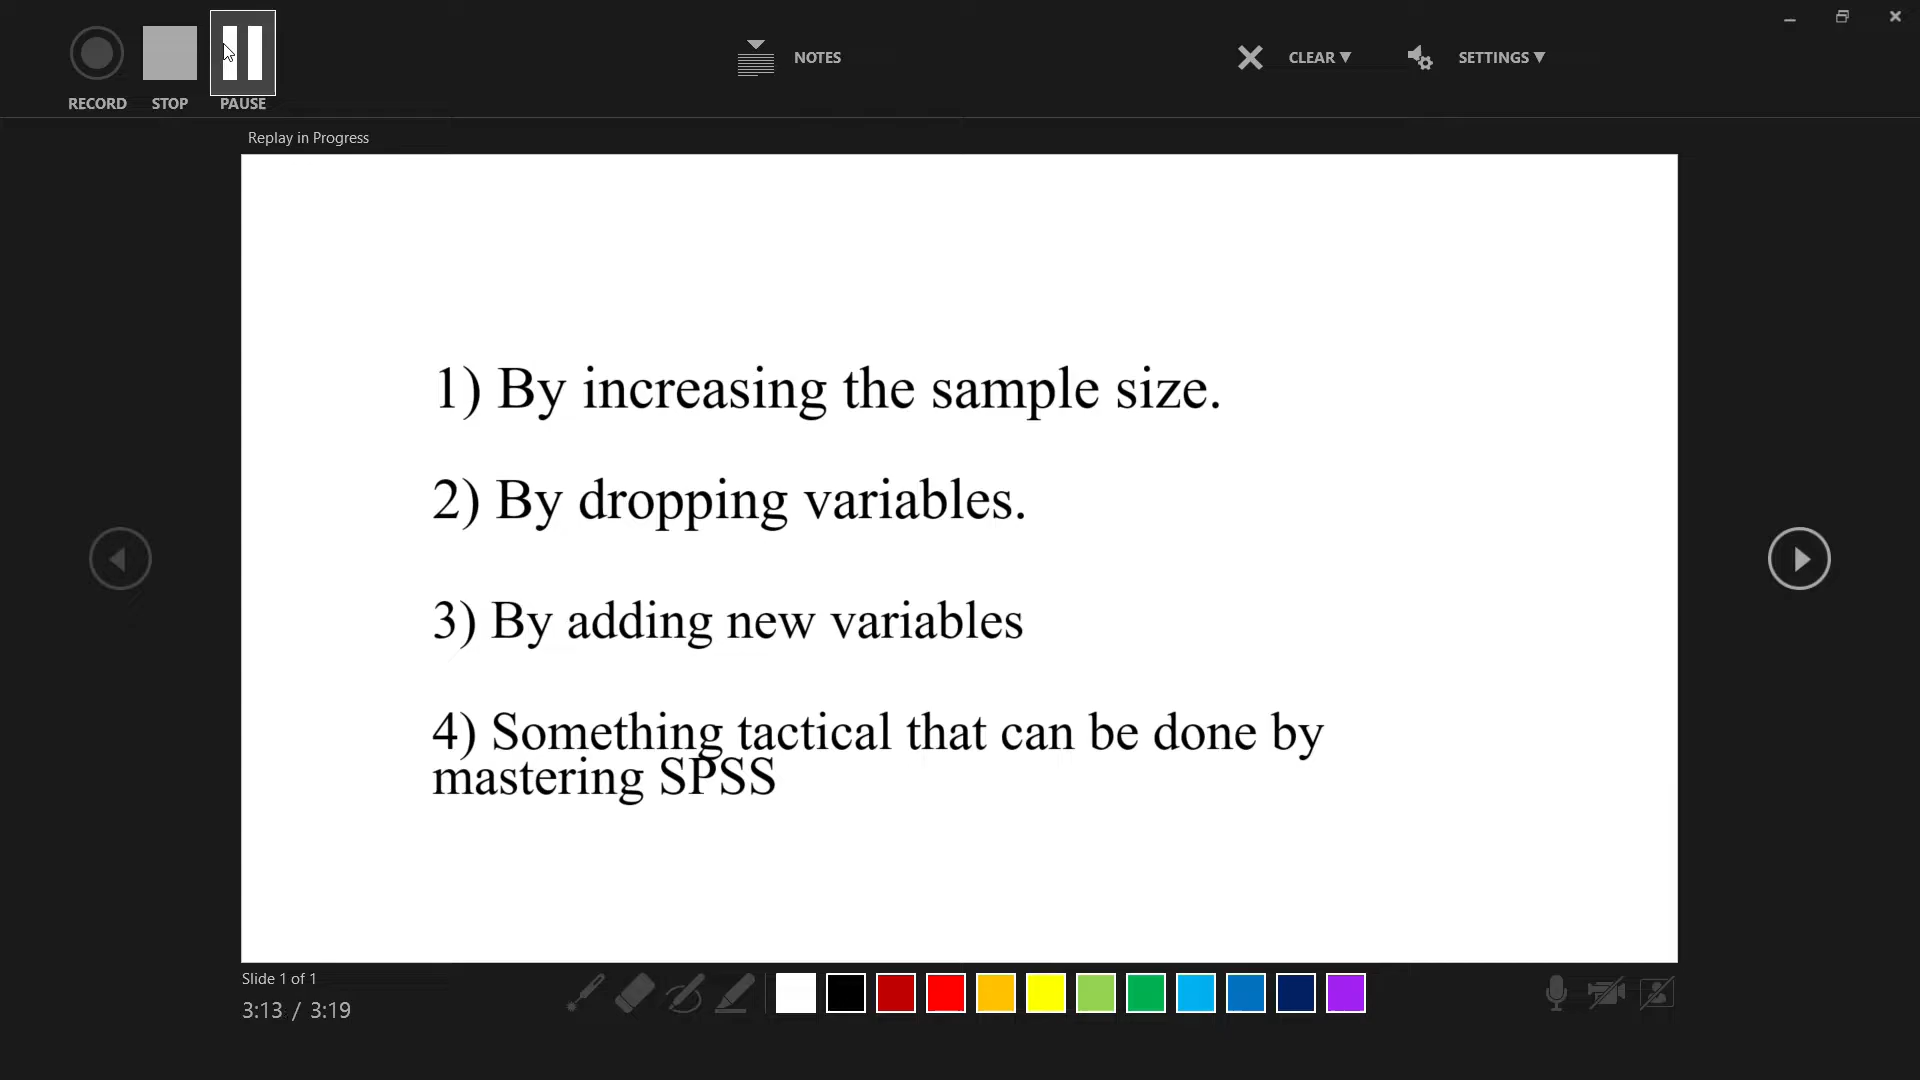 NOTES
CLEAR
SETTINGS
RECORD STOP PAUSE
Replay in Progress
1) By increasing the sample size.
2) By dropping variables.
3) By adding new variables
4) Something tactical that can be done by
mastering SPSS
Slide 1 of 1
3:13 / 3:19